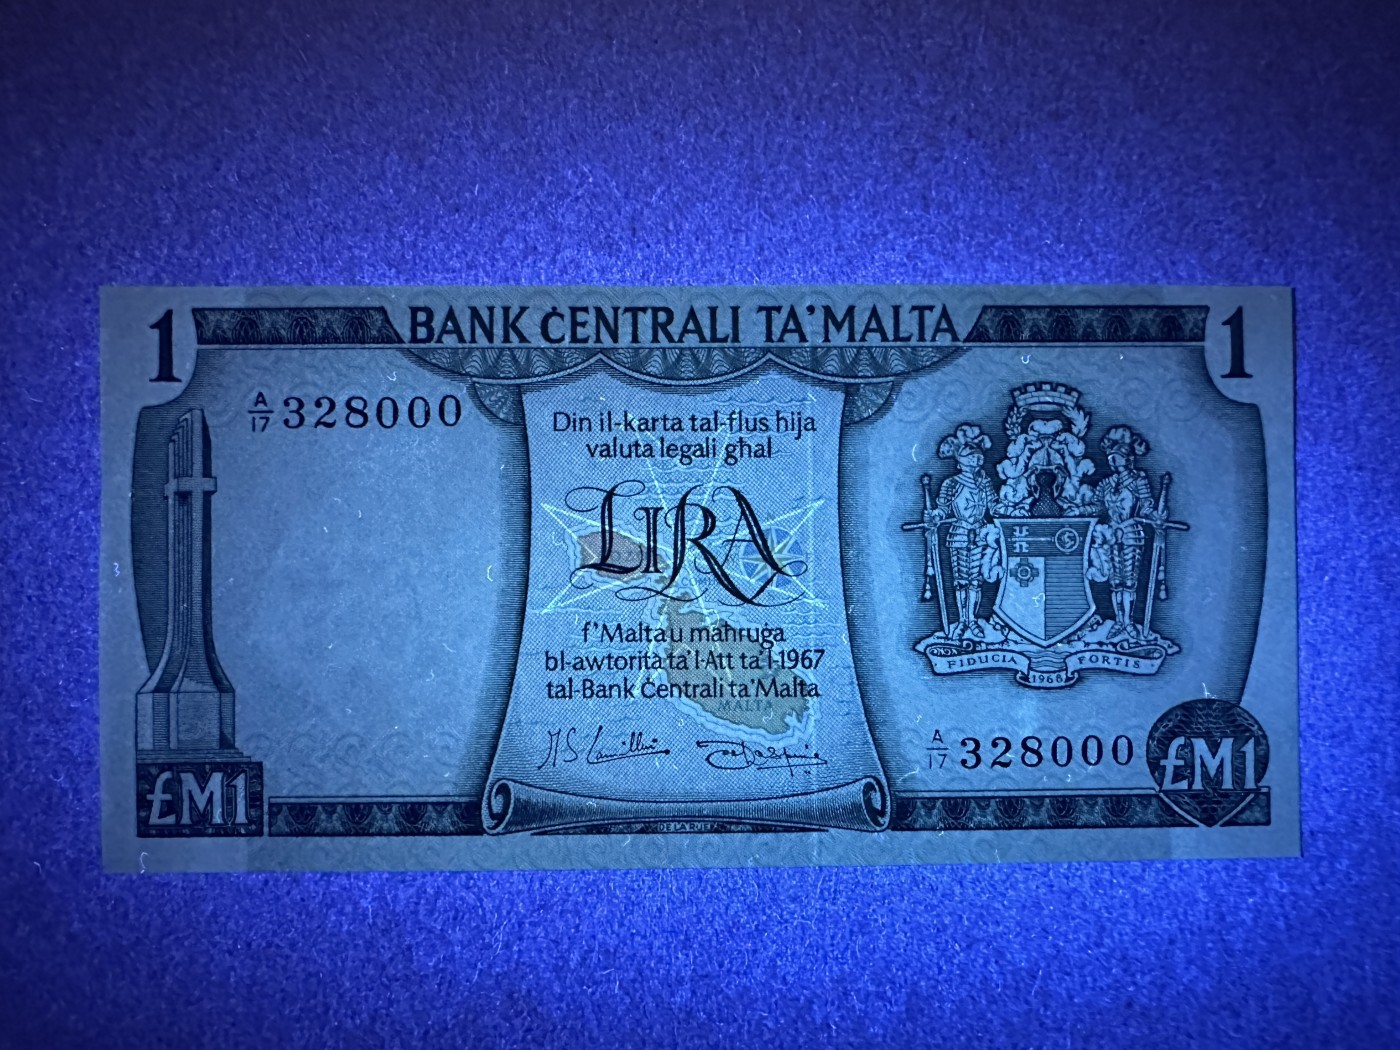 1 BANK ĊENTRALI TA' MALTA 1
A/17 328000
Din il-karta tal-flus hija
valuta legali għal
LIRA
f'Malta u maħruġa
bl-awtorità ta' l-Att ta' l-1967
tal-Bank Ċentrali ta' Malta
MALTA
FIDUCIA FORTIS
1968
A/17 328000
£M1
£M1
DE LA RUE